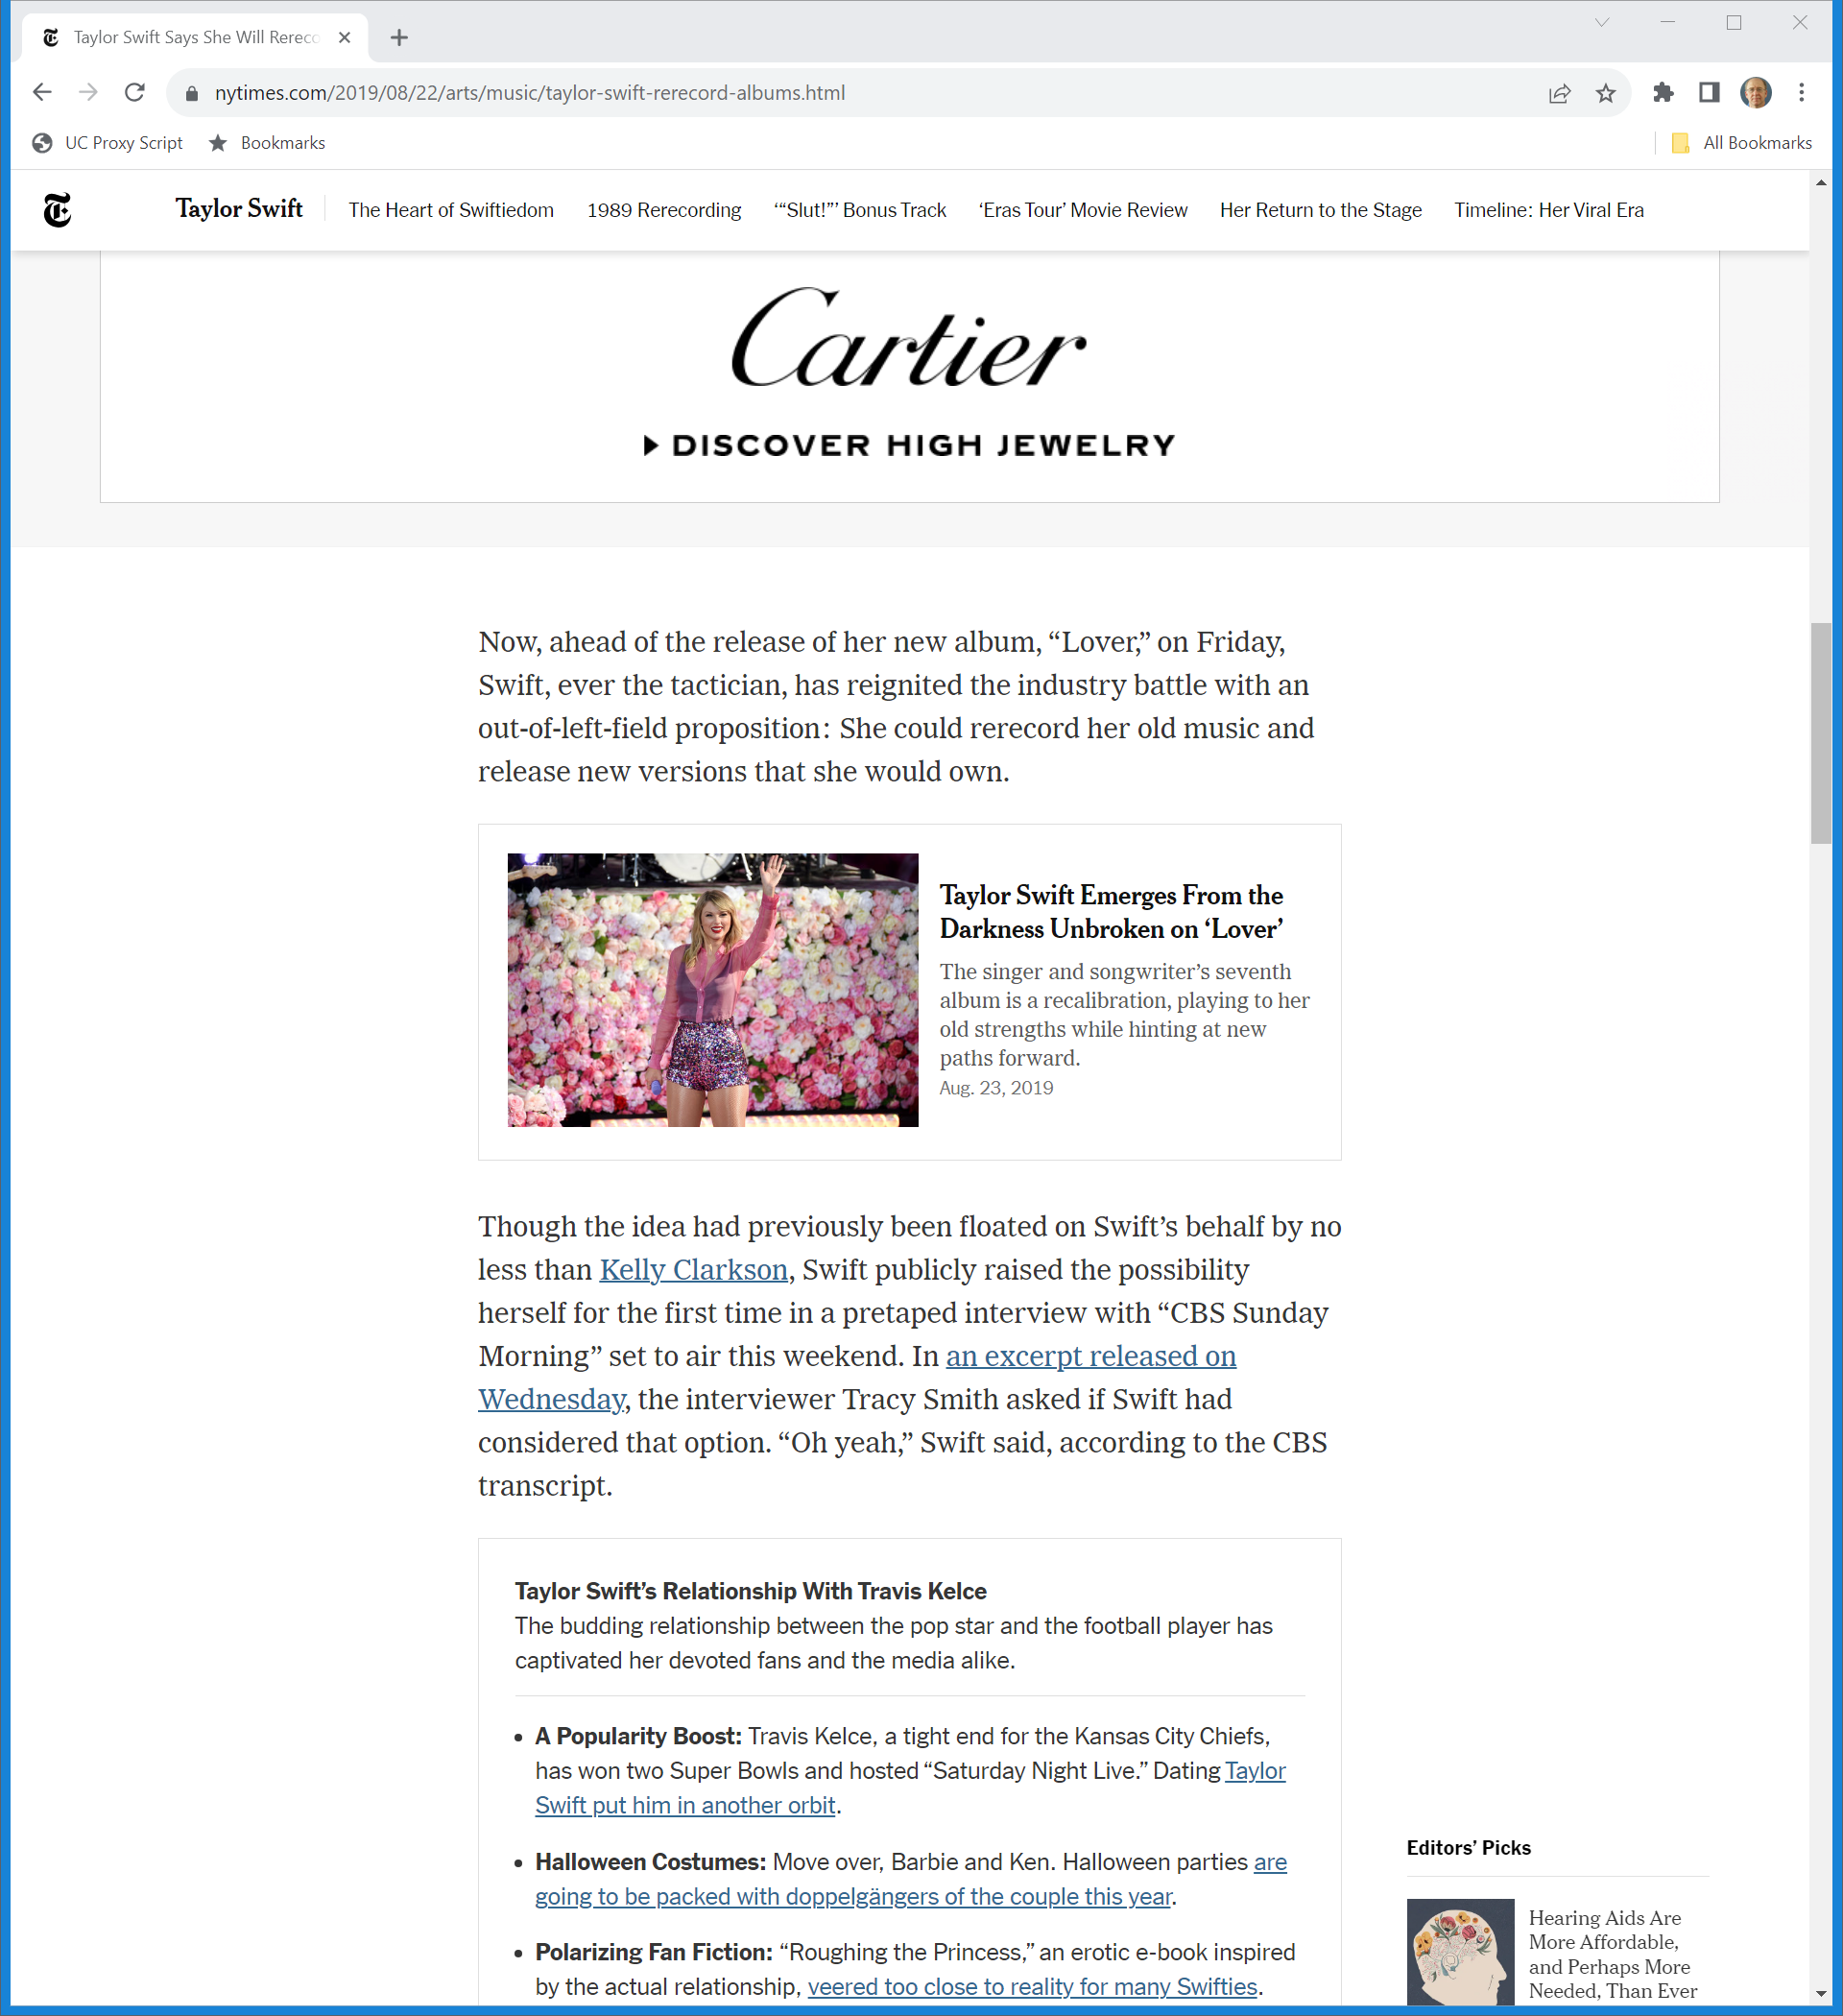 Taylor Swift Says She Will Rereco
nytimes.com/2019/08/22/arts/music/taylor-swift-rerecord-albums.html
UC Proxy Script
Bookmarks
All Bookmarks
Taylor Swift
The Heart of Swiftiedom
1989 Rerecording
‘“Slut!”’ Bonus Track
‘Eras Tour’ Movie Review
Her Return to the Stage
Timeline: Her Viral Era
Cartier
DISCOVER HIGH JEWELRY
Now, ahead of the release of her new album, “Lover,” on Friday,
Swift, ever the tactician, has reignited the industry battle with an
out-of-left-field proposition: She could rerecord her old music and
release new versions that she would own.
Taylor Swift Emerges From the
Darkness Unbroken on ‘Lover’
The singer and songwriter’s seventh
album is a recalibration, playing to her
old strengths while hinting at new
paths forward.
Aug. 23, 2019
Though the idea had previously been floated on Swift’s behalf by no
less than Kelly Clarkson, Swift publicly raised the possibility
herself for the first time in a pretaped interview with “CBS Sunday
Morning” set to air this weekend. In an excerpt released on
Wednesday, the interviewer Tracy Smith asked if Swift had
considered that option. “Oh yeah,” Swift said, according to the CBS
transcript.
Taylor Swift’s Relationship With Travis Kelce
The budding relationship between the pop star and the football player has
captivated her devoted fans and the media alike.
• A Popularity Boost: Travis Kelce, a tight end for the Kansas City Chiefs,
has won two Super Bowls and hosted “Saturday Night Live.” Dating Taylor
Swift put him in another orbit.
• Halloween Costumes: Move over, Barbie and Ken. Halloween parties are
going to be packed with doppelgängers of the couple this year.
• Polarizing Fan Fiction: “Roughing the Princess,” an erotic e-book inspired
by the actual relationship, veered too close to reality for many Swifties.
Editors’ Picks
Hearing Aids Are
More Affordable,
and Perhaps More
Needed, Than Ever